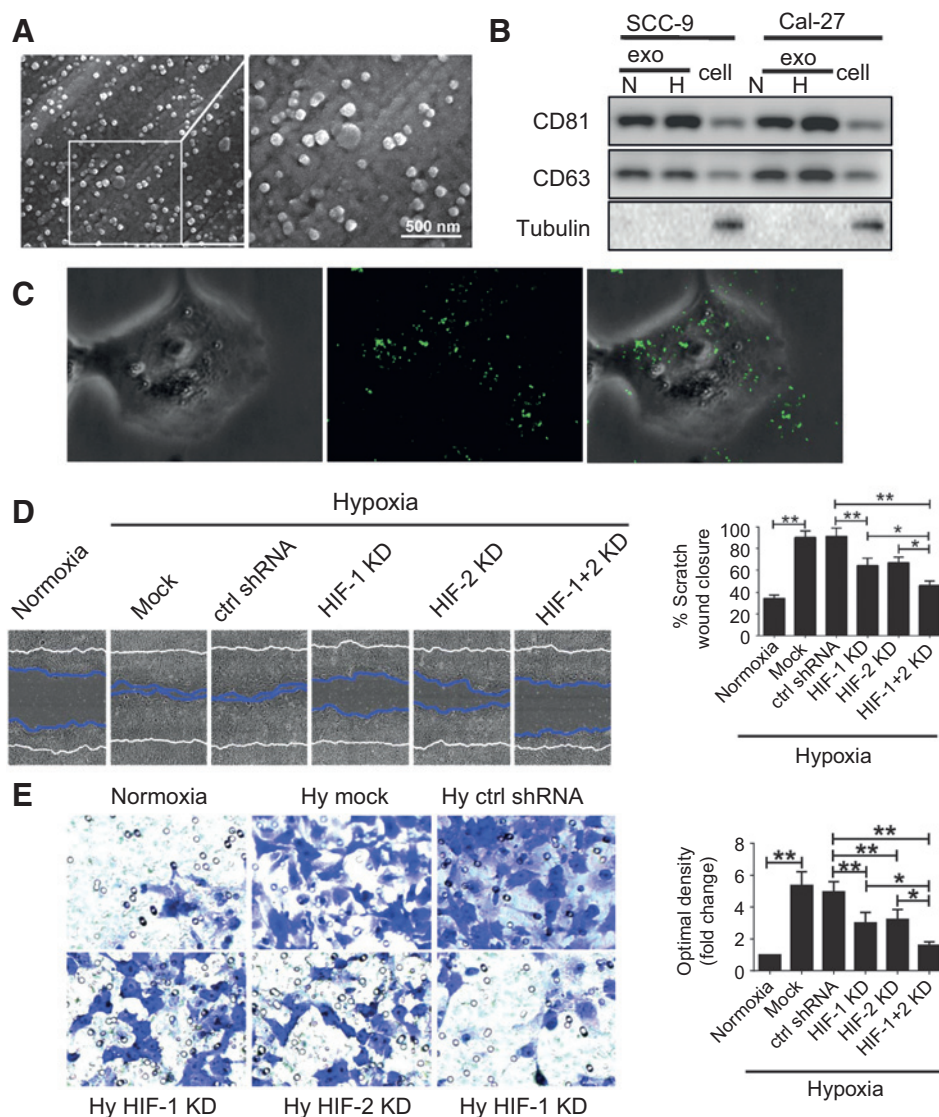 A
500 nm
B
SCC-9 Cal-27
exo cell exo cell
N H N H
CD81
CD63
Tubulin
C
D
Hypoxia
Normoxia
Mock
ctrl shRNA
HIF-1 KD
HIF-2 KD
HIF-1+2 KD
% Scratch
wound closure
100
80
60
40
20
0
** ** ** * *
Normoxia
Mock
ctrl shRNA
HIF-1 KD
HIF-2 KD
HIF-1+2 KD
Hypoxia
E
Normoxia Hy mock Hy ctrl shRNA
Hy HIF-1 KD Hy HIF-2 KD Hy HIF-1 KD
Optimal density
(fold change)
8
6
4
2
0
** ** ** ** * *
Normoxia
Mock
ctrl shRNA
HIF-1 KD
HIF-2 KD
HIF-1+2 KD
Hypoxia